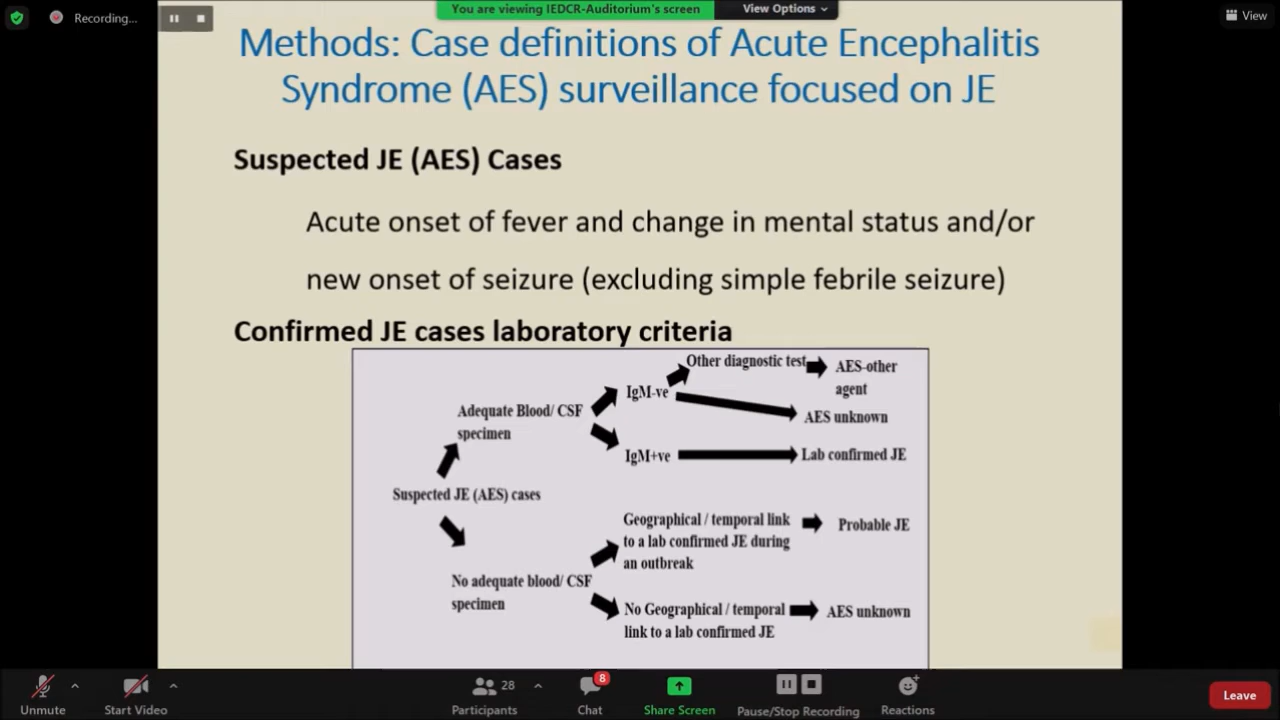 You are viewing IEDCR-Auditorium's screen
View Options
Recording...
View
Methods: Case definitions of Acute Encephalitis
Syndrome (AES) surveillance focused on JE
Suspected JE (AES) Cases
Acute onset of fever and change in mental status and/or
new onset of seizure (excluding simple febrile seizure)
Confirmed JE cases laboratory criteria
Other diagnostic test
AES-other
agent
IgM-ve
AES unknown
Adequate Blood/ CSF
specimen
IgM+ve
Lab confirmed JE
Suspected JE (AES) cases
Geographical / temporal link
to a lab confirmed JE during
an outbreak
Probable JE
No adequate blood/ CSF
specimen
No Geographical / temporal
link to a lab confirmed JE
AES unknown
Unmute
Start Video
28
Participants
8
Chat
Share Screen
Pause/Stop Recording
Reactions
Leave